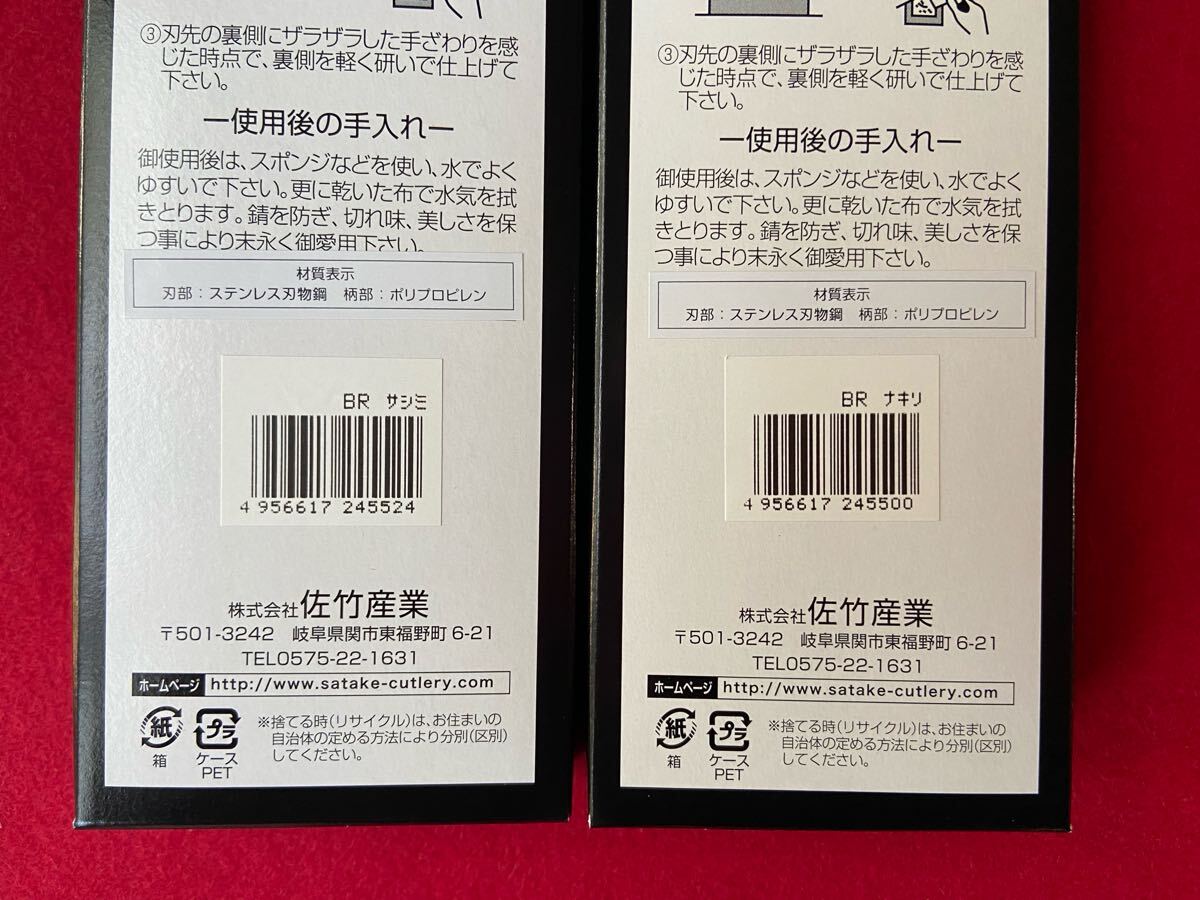 ③刃先の裏側にザラザラした手ざわりを感
じた時点で、裏側を軽く研いで仕上げて
下さい。
ー使用後の手入れー
御使用後は、スポンジなどを使い、水でよく
ゆすいで下さい。更に乾いた布で水気を拭
きとります。錆を防ぎ、切れ味、美しさを保
つ事により末永く御愛用下さい。
材質表示
刃部：ステンレス刃物鋼 柄部：ポリプロピレン
BR サシミ
4 956617 245524
株式会社 佐竹産業
〒501-3242 岐阜県関市東福野町 6-21
TEL0575-22-1631
ホームページ http://www.satake-cutlery.com
紙 プラ
箱 ケース
PET
※捨てる時(リサイクル)は、お住まいの
自治体の定める方法により分別(区別)
してください。
③刃先の裏側にザラザラした手ざわりを感
じた時点で、裏側を軽く研いで仕上げて
下さい。
ー使用後の手入れー
御使用後は、スポンジなどを使い、水でよく
ゆすいで下さい。更に乾いた布で水気を拭
きとります。錆を防ぎ、切れ味、美しさを保
つ事により末永く御愛用下さい。
材質表示
刃部：ステンレス刃物鋼 柄部：ポリプロピレン
BR ナキリ
4 956617 245500
株式会社 佐竹産業
〒501-3242 岐阜県関市東福野町 6-21
TEL0575-22-1631
ホームページ http://www.satake-cutlery.com
紙 プラ
箱 ケース
PET
※捨てる時(リサイクル)は、お住まいの
自治体の定める方法により分別(区別)
してください。